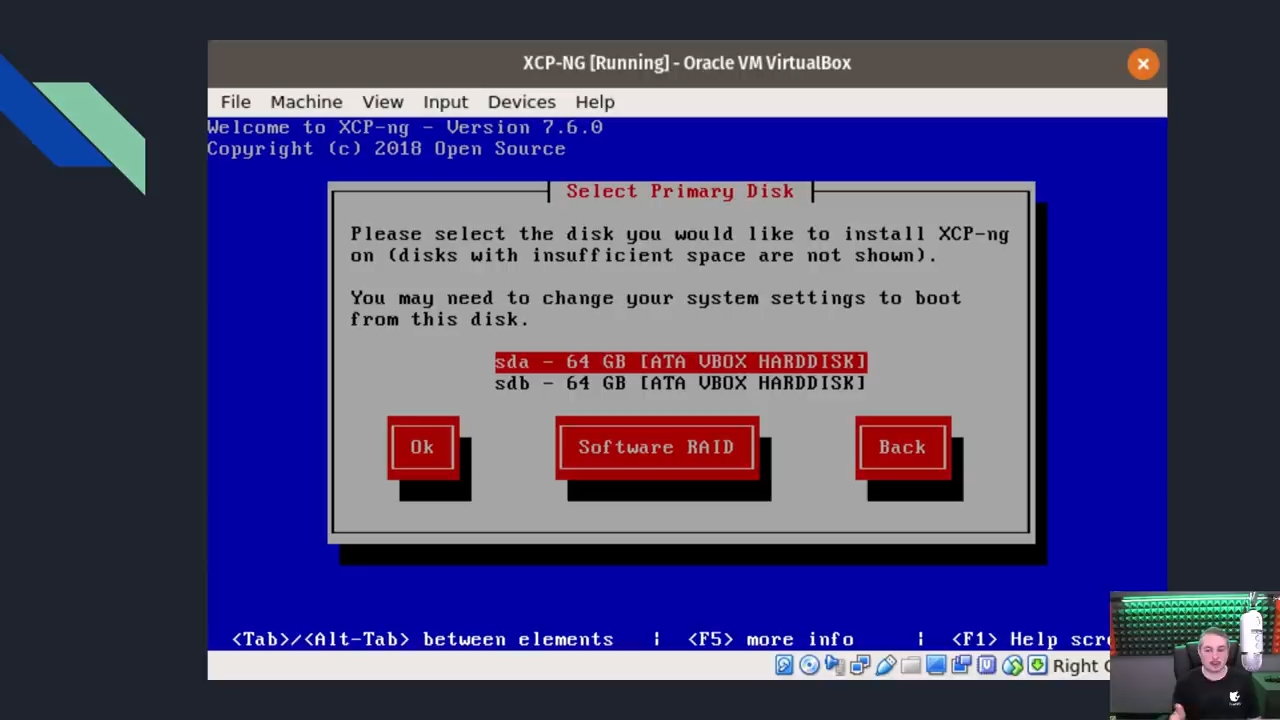 XCP-NG [Running] - Oracle VM VirtualBox
File Machine View Input Devices Help
Welcome to XCP-ng - Version 7.6.0
Copyright (c) 2018 Open Source
Select Primary Disk
Please select the disk you would like to install XCP-ng
on (disks with insufficient space are not shown).
You may need to change your system settings to boot
from this disk.
sda - 64 GB [ATA VBOX HARDDISK]
sdb - 64 GB [ATA VBOX HARDDISK]
Ok Software RAID Back
<Tab>/<Alt-Tab> between elements | <F5> more info | <F1> Help scr
Right